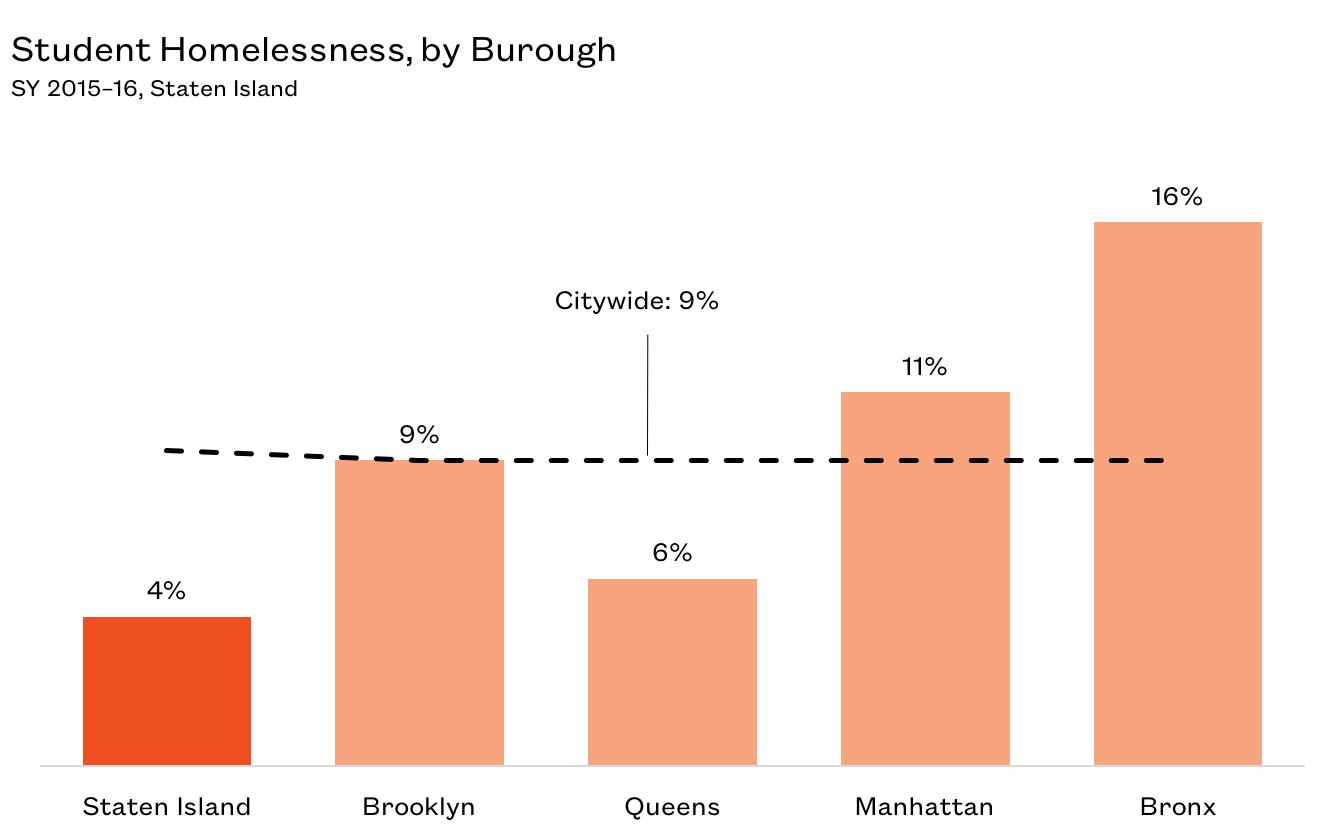 Student Homelessness, by Burough
SY 2015–16, Staten Island
16%
Citywide: 9%
11%
9%
6%
4%
Staten Island
Brooklyn
Queens
Manhattan
Bronx